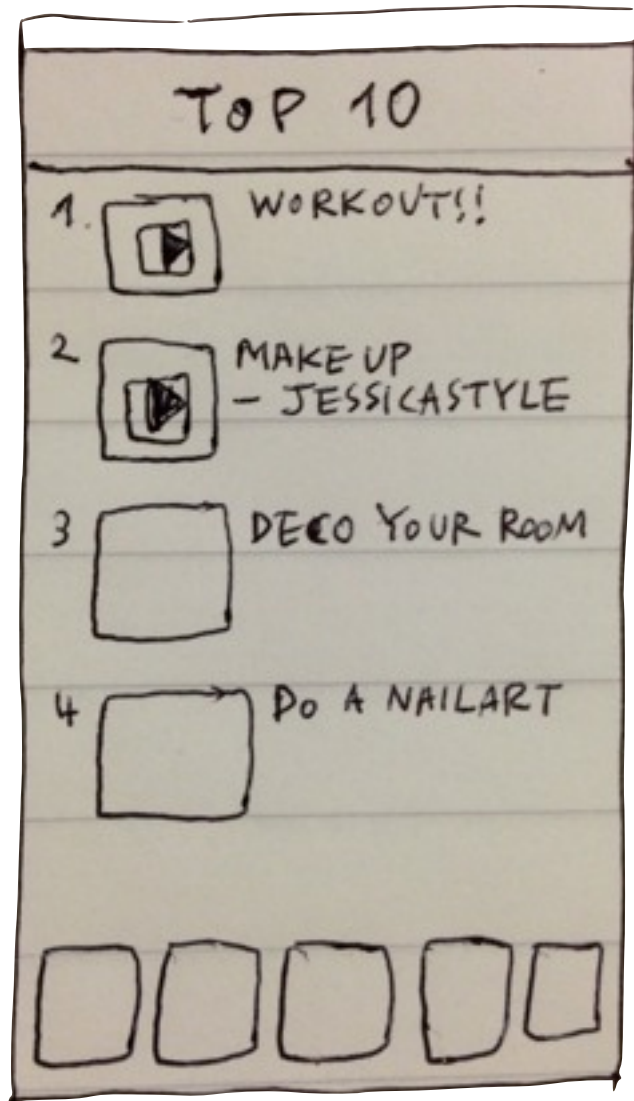 TOP 10
1. WORKOUT!!
2 MAKE UP
- JESSICASTYLE
3 DECO YOUR ROOM
4 DO A NAILART